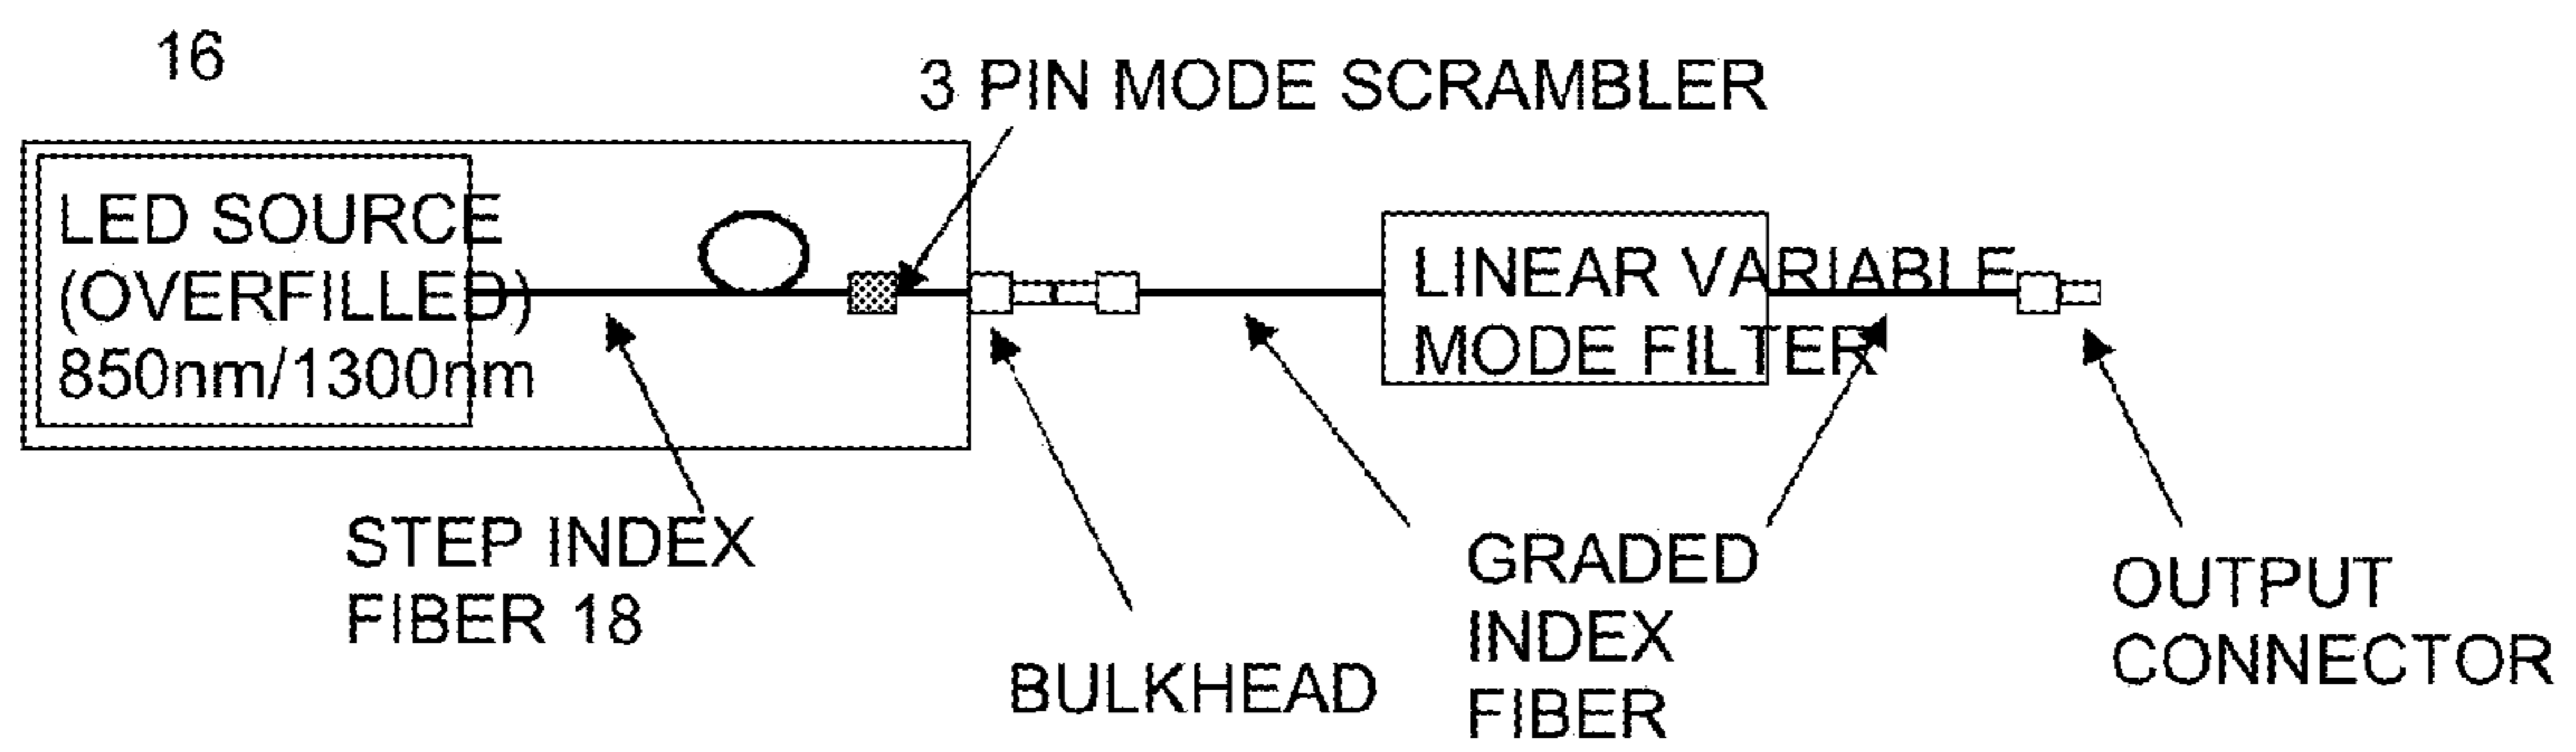 16
3 PIN MODE SCRAMBLER
LED SOURCE
(OVERFILLED)
850nm/1300nm
LINEAR VARIABLE
MODE FILTER
STEP INDEX
FIBER 18
BULKHEAD
GRADED
INDEX
FIBER
OUTPUT
CONNECTOR